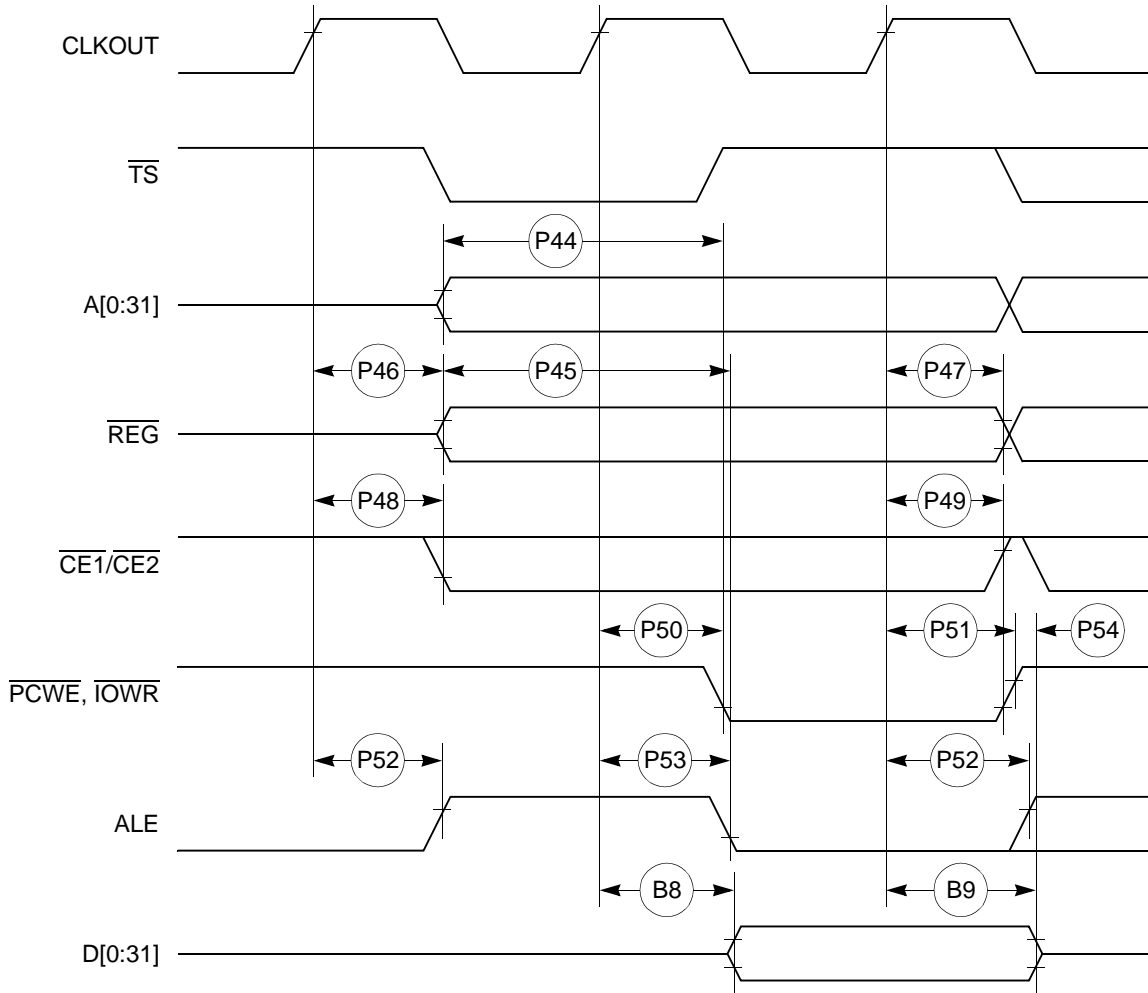 CLKOUT
TS
P44
A[0:31]
P46 P45 P47
REG
P48 P49
CE1/CE2
P50 P51 P54
PCWE, IOWR
P52 P53 P52
ALE
B8 B9
D[0:31]